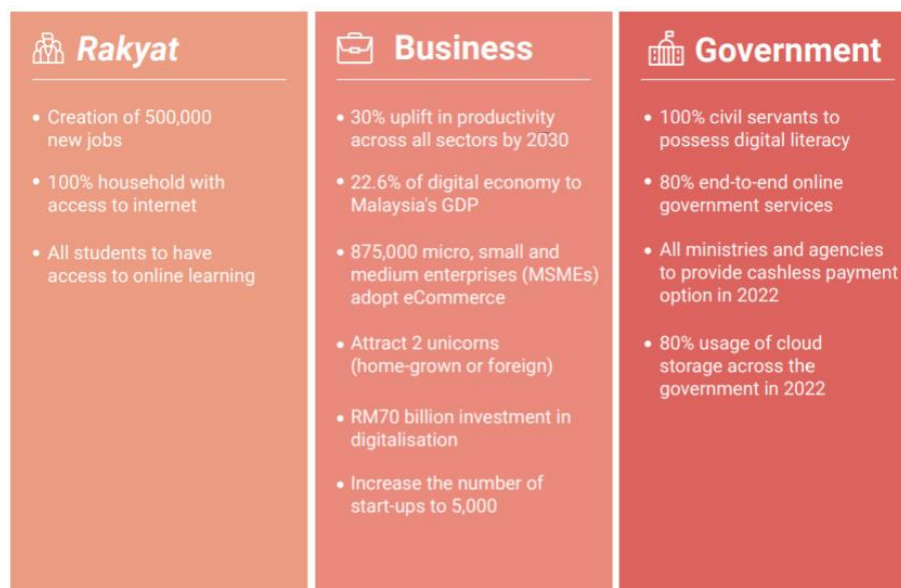 Rakyat
• Creation of 500,000
new jobs
• 100% household with
access to internet
• All students to have
access to online learning
Business
• 30% uplift in productivity
across all sectors by 2030
• 22.6% of digital economy to
Malaysia's GDP
• 875,000 micro, small and
medium enterprises (MSMEs)
adopt eCommerce
• Attract 2 unicorns
(home-grown or foreign)
• RM70 billion investment in
digitalisation
• Increase the number of
start-ups to 5,000
Government
• 100% civil servants to
possess digital literacy
• 80% end-to-end online
government services
• All ministries and agencies
to provide cashless payment
option in 2022
• 80% usage of cloud
storage across the
government in 2022